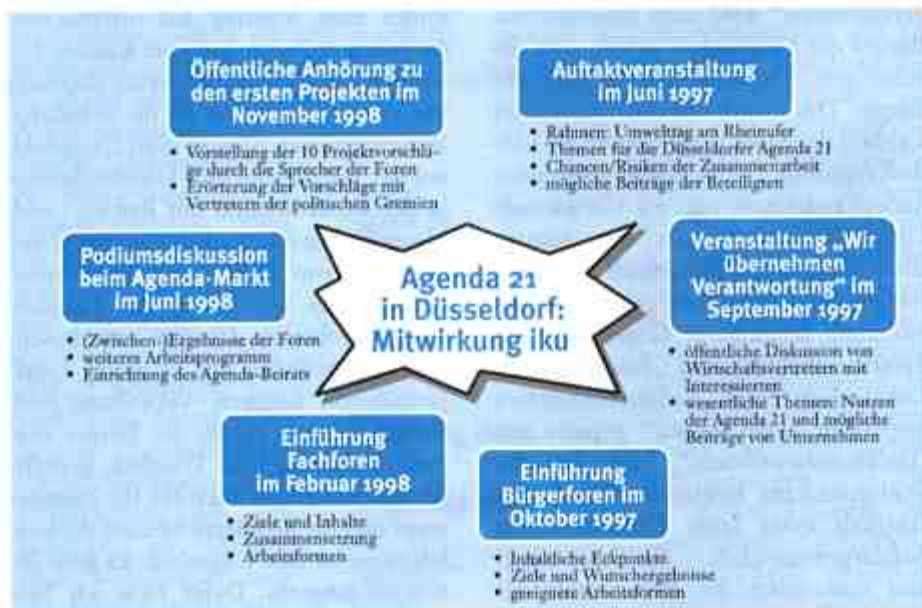 Öffentliche Anhörung zu
den ersten Projekten im
November 1998
• Vorstellung der 10 Projektvorschlä-
ge durch die Sprecher der Foren
• Erörterung der Vorschläge mit
Vertretern der politischen Gremien
Auftaktveranstaltung
im Juni 1997
• Rahmen: Umwelttag am Rheinufer
• Themen für die Düsseldorfer Agenda 21
• Chancen/Risiken der Zusammenarbeit
• mögliche Beiträge der Beteiligten
Podiumsdiskussion
beim Agenda-Markt
im Juni 1998
• (Zwischen-)Ergebnisse der Foren
• weiteres Arbeitsprogramm
• Einrichtung des Agenda-Beirats
Agenda 21
in Düsseldorf:
Mitwirkung iku
Veranstaltung „Wir
übernehmen
Verantwortung“ im
September 1997
• öffentliche Diskussion von
Wirtschaftsvertretern mit
Interessierten
• wesentliche Themen: Nutzen
der Agenda 21 und mögliche
Beiträge von Unternehmen
Einführung
Fachforen
im Februar 1998
• Ziele und Inhalte
• Zusammensetzung
• Arbeitsformen
Einführung
Bürgerforen im
Oktober 1997
• Inhaltliche Eckpunkte
• Ziele und Wunschergebnisse
• geeignete Arbeitsformen